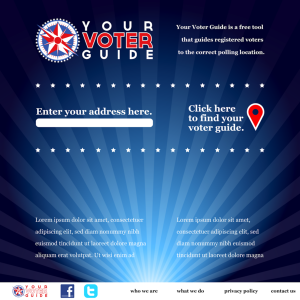 YOUR
VOTER
GUIDE
Your Voter Guide is a free tool
that guides registered voters
to the correct polling location.
Enter your address here.
Click here
to find your
voter guide.
Lorem ipsum dolor sit amet, consectetuer
adipiscing elit, sed diam nonummy nibh
euismod tincidunt ut laoreet dolore magna
aliquam erat volutpat. Ut wisi enim ad
Lorem ipsum dolor sit amet, consectetuer
adipiscing elit, sed diam nonummy nibh
euismod tincidunt ut laoreet dolore magna
aliquam erat volutpat.
YOUR
VOTER
GUIDE
f
who we are
what we do
privacy policy
contact us